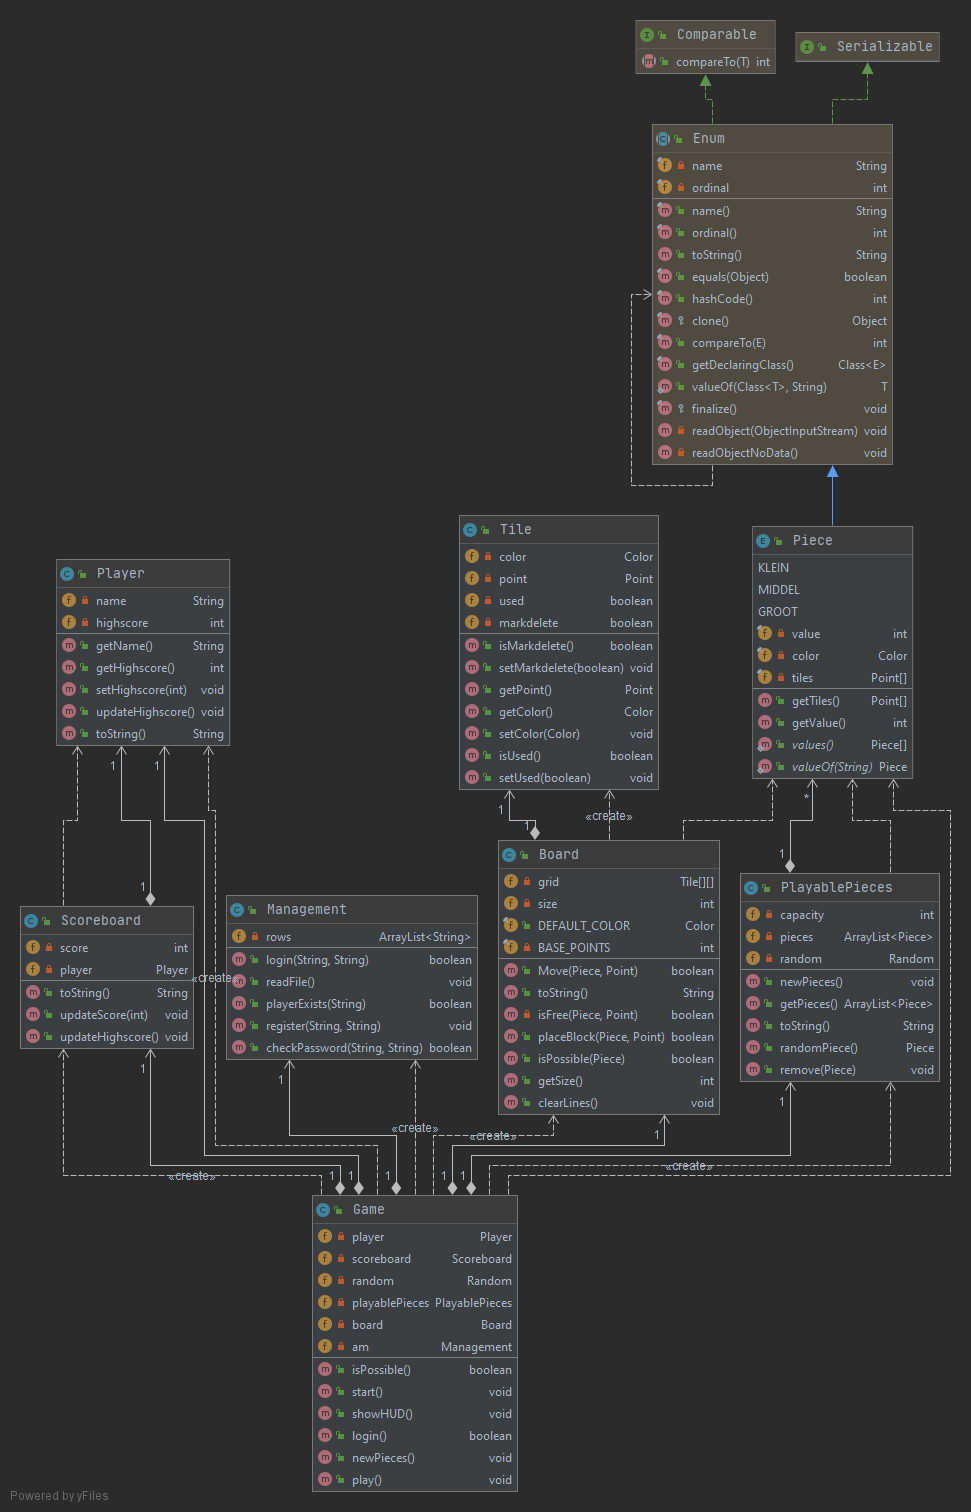 Comparable
compareTo(T) int
Serializable
Enum
name String
ordinal int
name() String
ordinal() int
toString() String
equals(Object) boolean
hashCode() int
clone() Object
compareTo(E) int
getDeclaringClass() Class<E>
valueOf(Class<T>, String) T
finalize() void
readObject(ObjectInputStream) void
readObjectNoData() void
Tile
color Color
point Point
used boolean
markdelete boolean
isMarkdelete() boolean
setMarkdelete(boolean) void
getPoint() Point
getColor() Color
setColor(Color) void
isUsed() boolean
setUsed(boolean) void
Piece
KLEIN
MIDDEL
GROOT
value int
color Color
tiles Point[]
getTiles() Point[]
getValue() int
values() Piece[]
valueOf(String) Piece
Player
name String
highscore int
getName() String
getHighscore() int
setHighscore(int) void
updateHighscore() void
toString() String
1
1
1
*
1
«create»
1
1
Board
grid Tile[][]
size int
DEFAULT_COLOR Color
BASE_POINTS int
Move(Piece, Point) boolean
toString() String
isFree(Piece, Point) boolean
placeBlock(Piece, Point) boolean
isPossible(Piece) boolean
getSize() int
clearLines() void
PlayablePieces
capacity int
pieces ArrayList<Piece>
random Random
newPieces() void
getPieces() ArrayList<Piece>
toString() String
randomPiece() Piece
remove(Piece) void
Scoreboard
score int
player Player
toString() String
updateScore(int) void
updateHighscore() void
Management
rows ArrayList<String>
login(String, String) boolean
readFile() void
playerExists(String) boolean
register(String, String) void
checkPassword(String, String) boolean
«create»
1
1
1
1
«create»
«create»
«create»
«create»
1
1
1
1
1
Game
player Player
scoreboard Scoreboard
random Random
playablePieces PlayablePieces
board Board
am Management
isPossible() boolean
start() void
showHUD() void
login() boolean
newPieces() void
play() void
Powered by yFiles